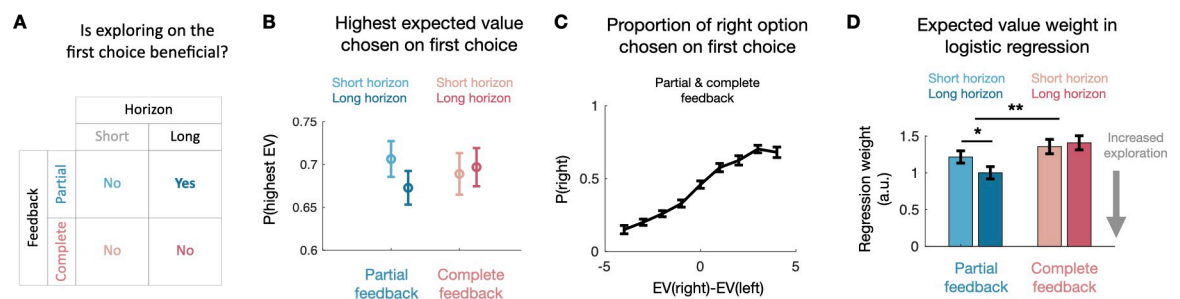 A
Is exploring on the
first choice beneficial?
Horizon
Short
Long
Feedback
Partial
No
Yes
Complete
No
No
B
Highest expected value
chosen on first choice
Short horizon
Long horizon
Short horizon
Long horizon
P(highest EV)
0.75
0.7
0.65
0.6
Partial
feedback
Complete
feedback
C
Proportion of right option
chosen on first choice
Partial & complete
feedback
P(right)
1
0.5
0
-5
0
5
EV(right)-EV(left)
D
Expected value weight in
logistic regression
Short horizon
Long horizon
Short horizon
Long horizon
**
*
Regression weight
(a.u.)
1.5
1
0.5
0
Increased
exploration
Partial
feedback
Complete
feedback